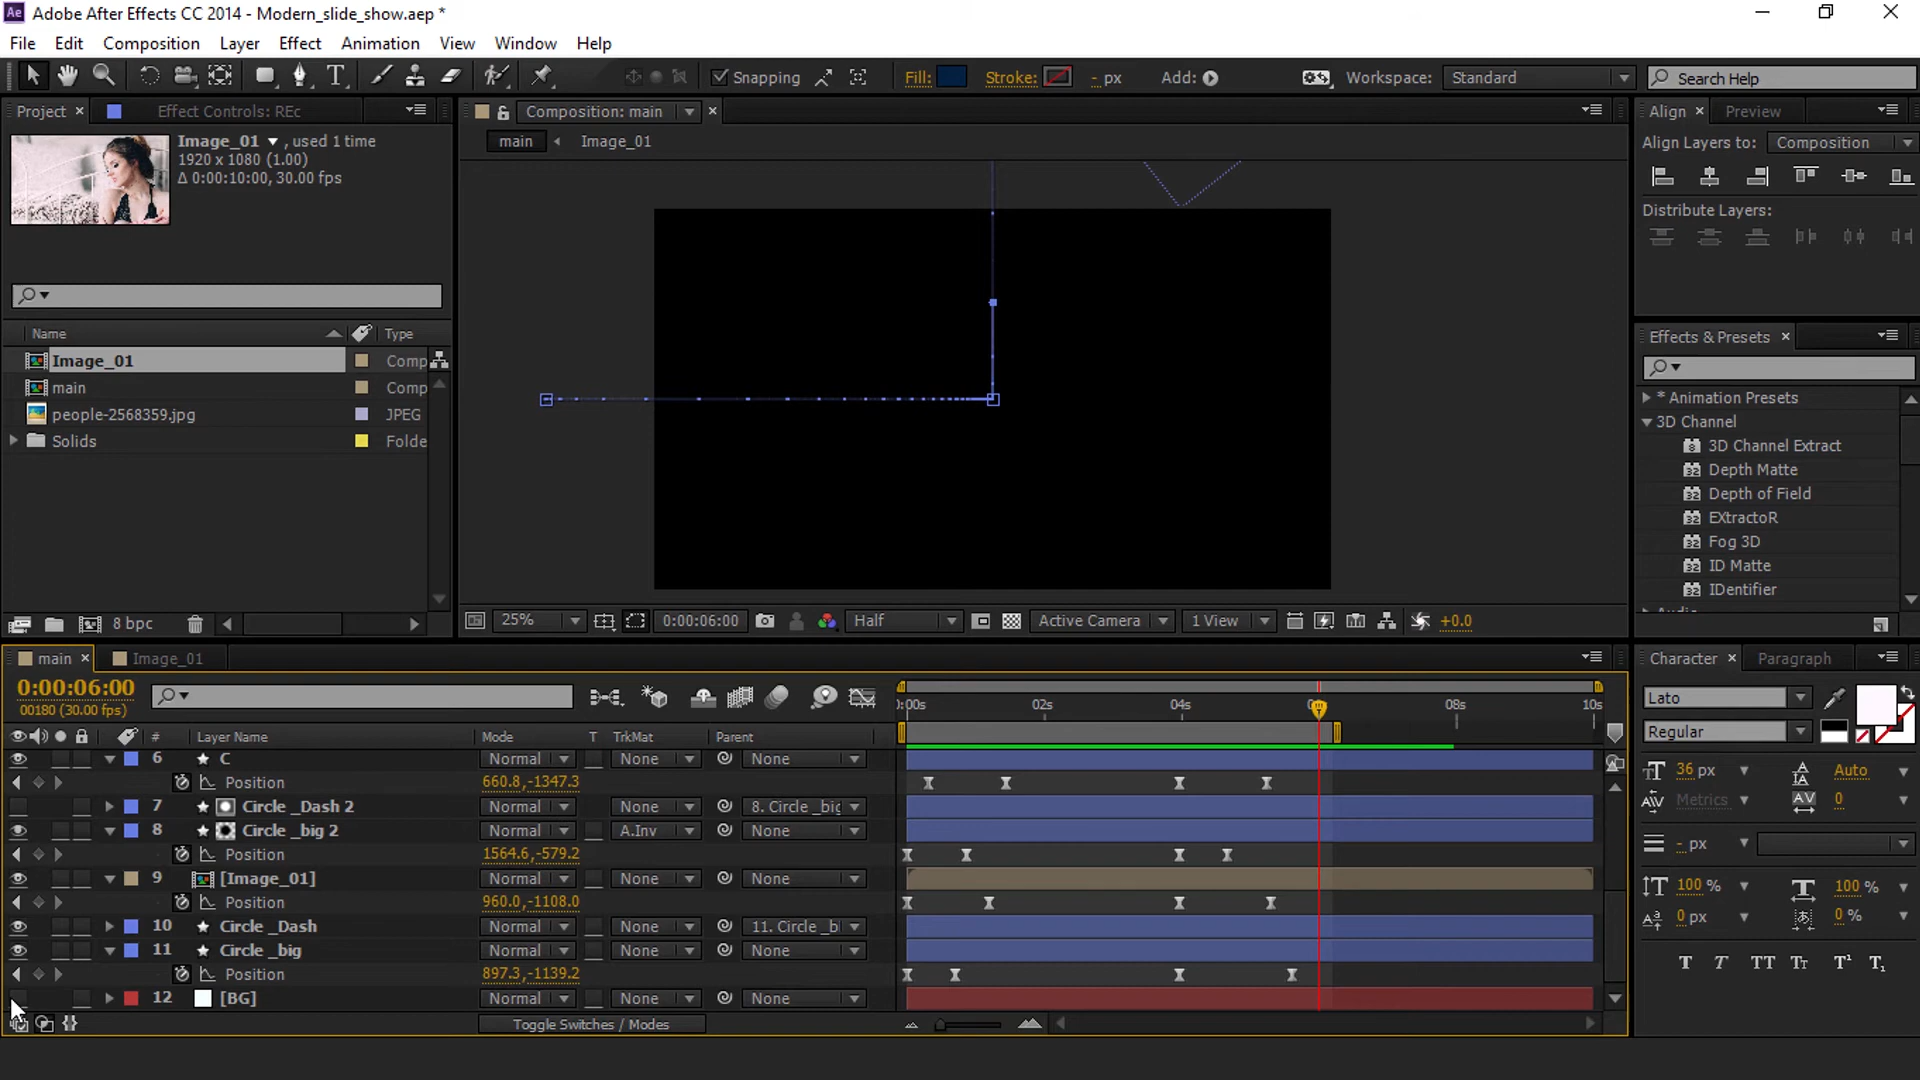 Adobe After Effects CC 2014 - Modern_slide_show.aep *
File Edit Composition Layer Effect Animation View Window Help
Snapping Fill: Stroke: - px Add: Workspace: Standard Search Help
Project × Effect Controls: REc
Composition: main ×
Align × Preview
Image_01 , used 1 time
1920 x 1080 (1.00)
Δ 0:00:10:00, 30.00 fps
main Image_01
Align Layers to: Composition
Distribute Layers:
Name Type
Image_01 Comp
main Comp
people-2568359.jpg JPEG
Solids Folde
8 bpc
25% 0:00:06:00 Half Active Camera 1 View +0.0
Effects & Presets ×
* Animation Presets
3D Channel
3D Channel Extract
Depth Matte
Depth of Field
EXtractoR
Fog 3D
ID Matte
IDentifier
main × Image_01
0:00:06:00
00180 (30.00 fps)
:00s 02s 04s 08s 10s
# Layer Name Mode T TrkMat Parent
6 C Normal None None
Position 660.8,-1347.3
7 Circle _Dash 2 Normal None 8. Circle _big
8 Circle _big 2 Normal A.Inv None
Position 1564.6,-579.2
9 [Image_01] Normal None None
Position 960.0,-1108.0
10 Circle _Dash Normal None 11. Circle _b
11 Circle _big Normal None None
Position 897.3,-1139.2
12 [BG] Normal None None
Toggle Switches / Modes
Character × Paragraph
Lato
Regular
36 px Auto
Metrics 0
- px
100 % 100 %
0 px 0 %
T T TT Tt T¹ T₁